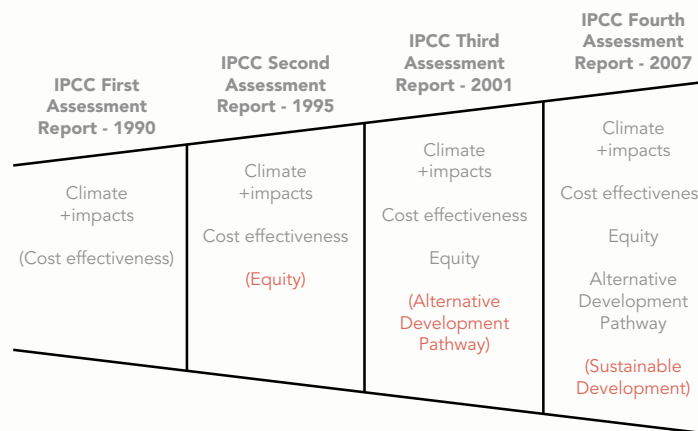 IPCC First
Assessment
Report - 1990
Climate
+impacts
(Cost effectiveness)
IPCC Second
Assessment
Report - 1995
Climate
+impacts
Cost effectiveness
(Equity)
IPCC Third
Assessment
Report - 2001
Climate
+impacts
Cost effectiveness
Equity
(Alternative
Development
Pathway)
IPCC Fourth
Assessment
Report - 2007
Climate
+impacts
Cost effectivenes
Equity
Alternative
Development
Pathway
(Sustainable
Development)